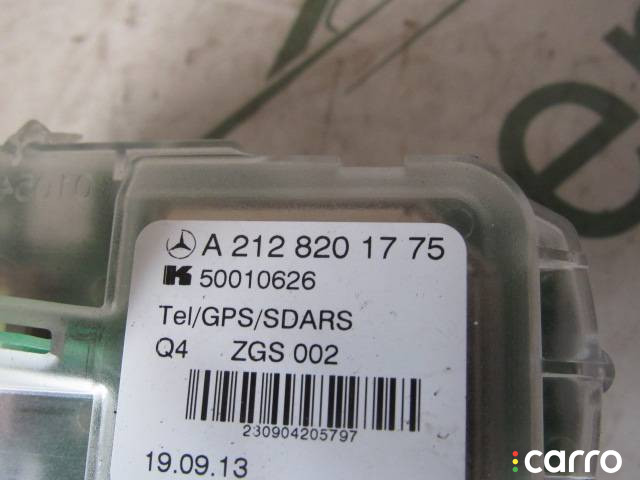 A 212 820 17 75
K 50010626
Tel/GPS/SDARS
Q4 ZGS 002
230904205797
19.09.13
carro